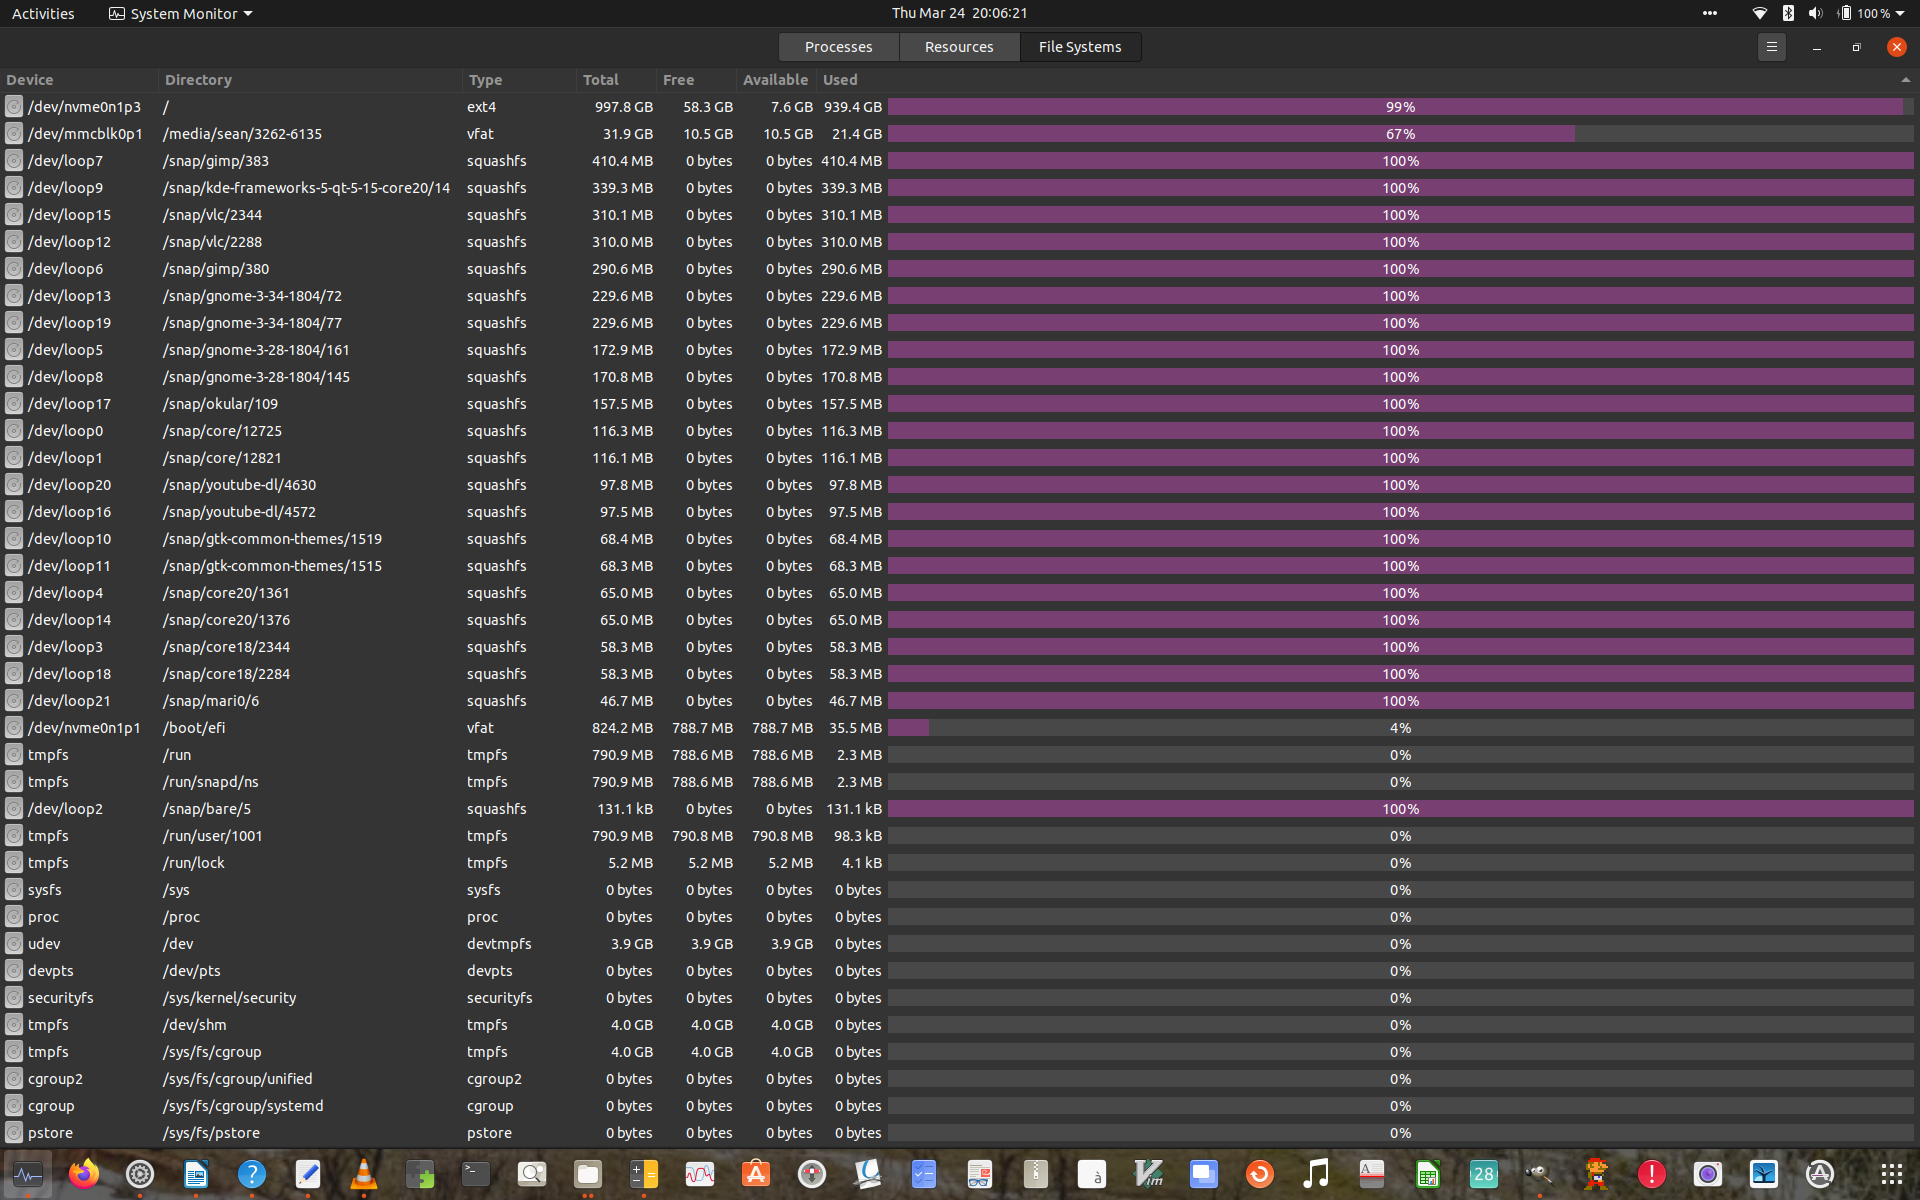 Activities System Monitor Thu Mar 24 20:06:21 100 %
Processes Resources File Systems
Device Directory Type Total Free Available Used
/dev/nvme0n1p3 / ext4 997.8 GB 58.3 GB 7.6 GB 939.4 GB 99%
/dev/mmcblk0p1 /media/sean/3262-6135 vfat 31.9 GB 10.5 GB 10.5 GB 21.4 GB 67%
/dev/loop7 /snap/gimp/383 squashfs 410.4 MB 0 bytes 0 bytes 410.4 MB 100%
/dev/loop9 /snap/kde-frameworks-5-qt-5-15-core20/14 squashfs 339.3 MB 0 bytes 0 bytes 339.3 MB 100%
/dev/loop15 /snap/vlc/2344 squashfs 310.1 MB 0 bytes 0 bytes 310.1 MB 100%
/dev/loop12 /snap/vlc/2288 squashfs 310.0 MB 0 bytes 0 bytes 310.0 MB 100%
/dev/loop6 /snap/gimp/380 squashfs 290.6 MB 0 bytes 0 bytes 290.6 MB 100%
/dev/loop13 /snap/gnome-3-34-1804/72 squashfs 229.6 MB 0 bytes 0 bytes 229.6 MB 100%
/dev/loop19 /snap/gnome-3-34-1804/77 squashfs 229.6 MB 0 bytes 0 bytes 229.6 MB 100%
/dev/loop5 /snap/gnome-3-28-1804/161 squashfs 172.9 MB 0 bytes 0 bytes 172.9 MB 100%
/dev/loop8 /snap/gnome-3-28-1804/145 squashfs 170.8 MB 0 bytes 0 bytes 170.8 MB 100%
/dev/loop17 /snap/okular/109 squashfs 157.5 MB 0 bytes 0 bytes 157.5 MB 100%
/dev/loop0 /snap/core/12725 squashfs 116.3 MB 0 bytes 0 bytes 116.3 MB 100%
/dev/loop1 /snap/core/12821 squashfs 116.1 MB 0 bytes 0 bytes 116.1 MB 100%
/dev/loop20 /snap/youtube-dl/4630 squashfs 97.8 MB 0 bytes 0 bytes 97.8 MB 100%
/dev/loop16 /snap/youtube-dl/4572 squashfs 97.5 MB 0 bytes 0 bytes 97.5 MB 100%
/dev/loop10 /snap/gtk-common-themes/1519 squashfs 68.4 MB 0 bytes 0 bytes 68.4 MB 100%
/dev/loop11 /snap/gtk-common-themes/1515 squashfs 68.3 MB 0 bytes 0 bytes 68.3 MB 100%
/dev/loop4 /snap/core20/1361 squashfs 65.0 MB 0 bytes 0 bytes 65.0 MB 100%
/dev/loop14 /snap/core20/1376 squashfs 65.0 MB 0 bytes 0 bytes 65.0 MB 100%
/dev/loop3 /snap/core18/2344 squashfs 58.3 MB 0 bytes 0 bytes 58.3 MB 100%
/dev/loop18 /snap/core18/2284 squashfs 58.3 MB 0 bytes 0 bytes 58.3 MB 100%
/dev/loop21 /snap/mari0/6 squashfs 46.7 MB 0 bytes 0 bytes 46.7 MB 100%
/dev/nvme0n1p1 /boot/efi vfat 824.2 MB 788.7 MB 788.7 MB 35.5 MB 4%
tmpfs /run tmpfs 790.9 MB 788.6 MB 788.6 MB 2.3 MB 0%
tmpfs /run/snapd/ns tmpfs 790.9 MB 788.6 MB 788.6 MB 2.3 MB 0%
/dev/loop2 /snap/bare/5 squashfs 131.1 kB 0 bytes 0 bytes 131.1 kB 100%
tmpfs /run/user/1001 tmpfs 790.9 MB 790.8 MB 790.8 MB 98.3 kB 0%
tmpfs /run/lock tmpfs 5.2 MB 5.2 MB 5.2 MB 4.1 kB 0%
sysfs /sys sysfs 0 bytes 0 bytes 0 bytes 0 bytes 0%
proc /proc proc 0 bytes 0 bytes 0 bytes 0 bytes 0%
udev /dev devtmpfs 3.9 GB 3.9 GB 3.9 GB 0 bytes 0%
devpts /dev/pts devpts 0 bytes 0 bytes 0 bytes 0 bytes 0%
securityfs /sys/kernel/security securityfs 0 bytes 0 bytes 0 bytes 0 bytes 0%
tmpfs /dev/shm tmpfs 4.0 GB 4.0 GB 4.0 GB 0 bytes 0%
tmpfs /sys/fs/cgroup tmpfs 4.0 GB 4.0 GB 4.0 GB 0 bytes 0%
cgroup2 /sys/fs/cgroup/unified cgroup2 0 bytes 0 bytes 0 bytes 0 bytes 0%
cgroup /sys/fs/cgroup/systemd cgroup 0 bytes 0 bytes 0 bytes 0 bytes 0%
pstore /sys/fs/pstore pstore 0 bytes 0 bytes 0 bytes 0 bytes 0%
à Vim A 28